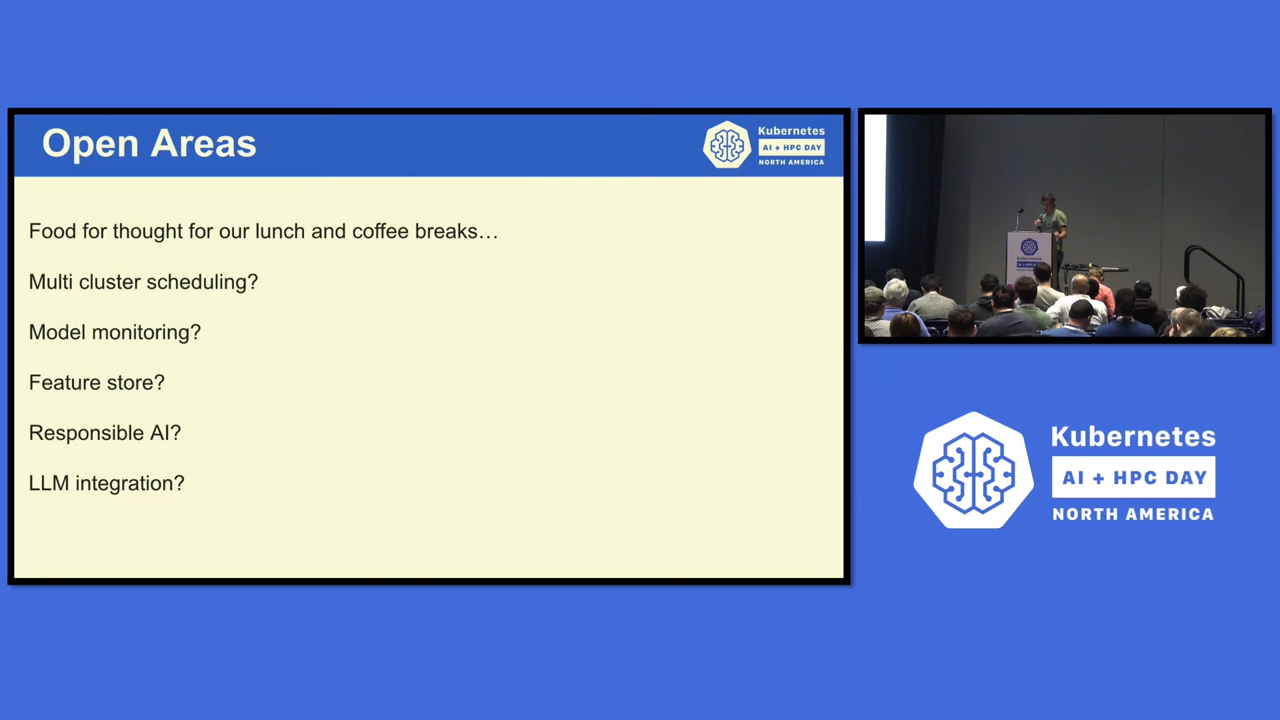 Open Areas
Kubernetes
AI + HPC DAY
NORTH AMERICA
Food for thought for our lunch and coffee breaks…
Multi cluster scheduling?
Model monitoring?
Feature store?
Responsible AI?
LLM integration?
Kubernetes
AI + HPC DAY
NORTH AMERICA